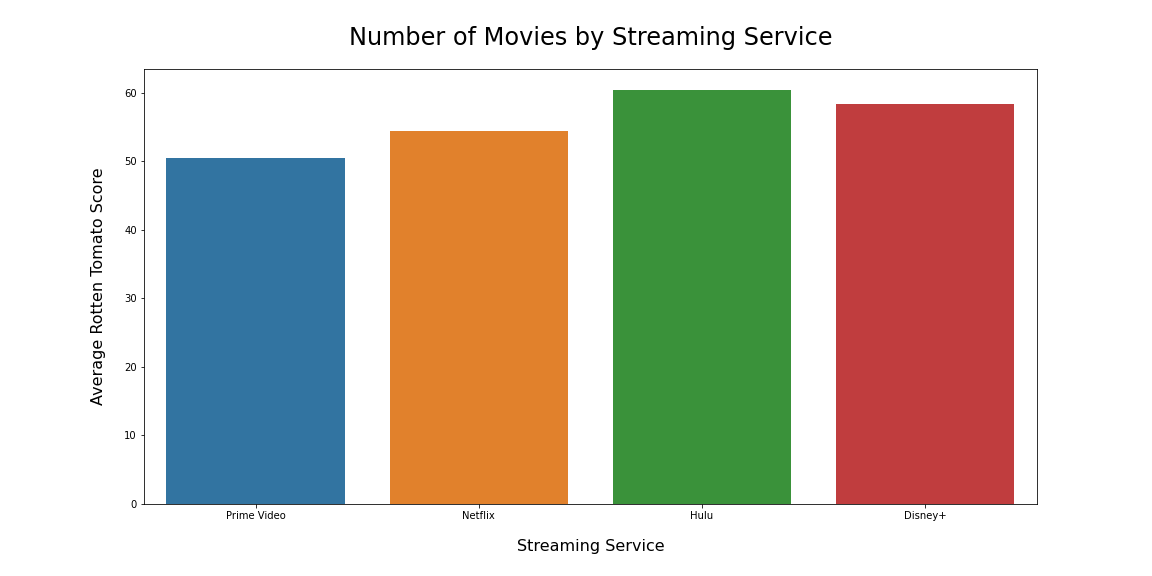 Number of Movies by Streaming Service
Average Rotten Tomato Score
60
50
40
30
20
10
0
Prime Video
Netflix
Hulu
Disney+
Streaming Service